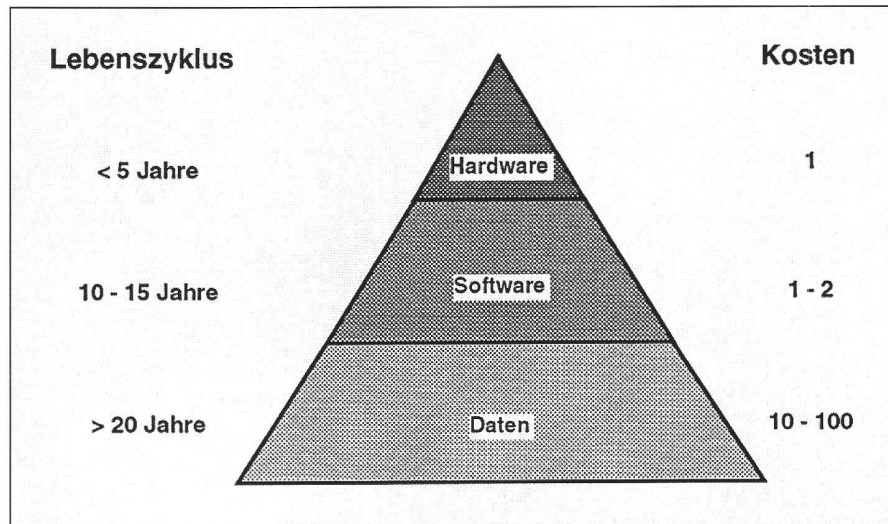 Lebenszyklus
Kosten
< 5 Jahre
Hardware
1
10 - 15 Jahre
Software
1 - 2
> 20 Jahre
Daten
10 - 100